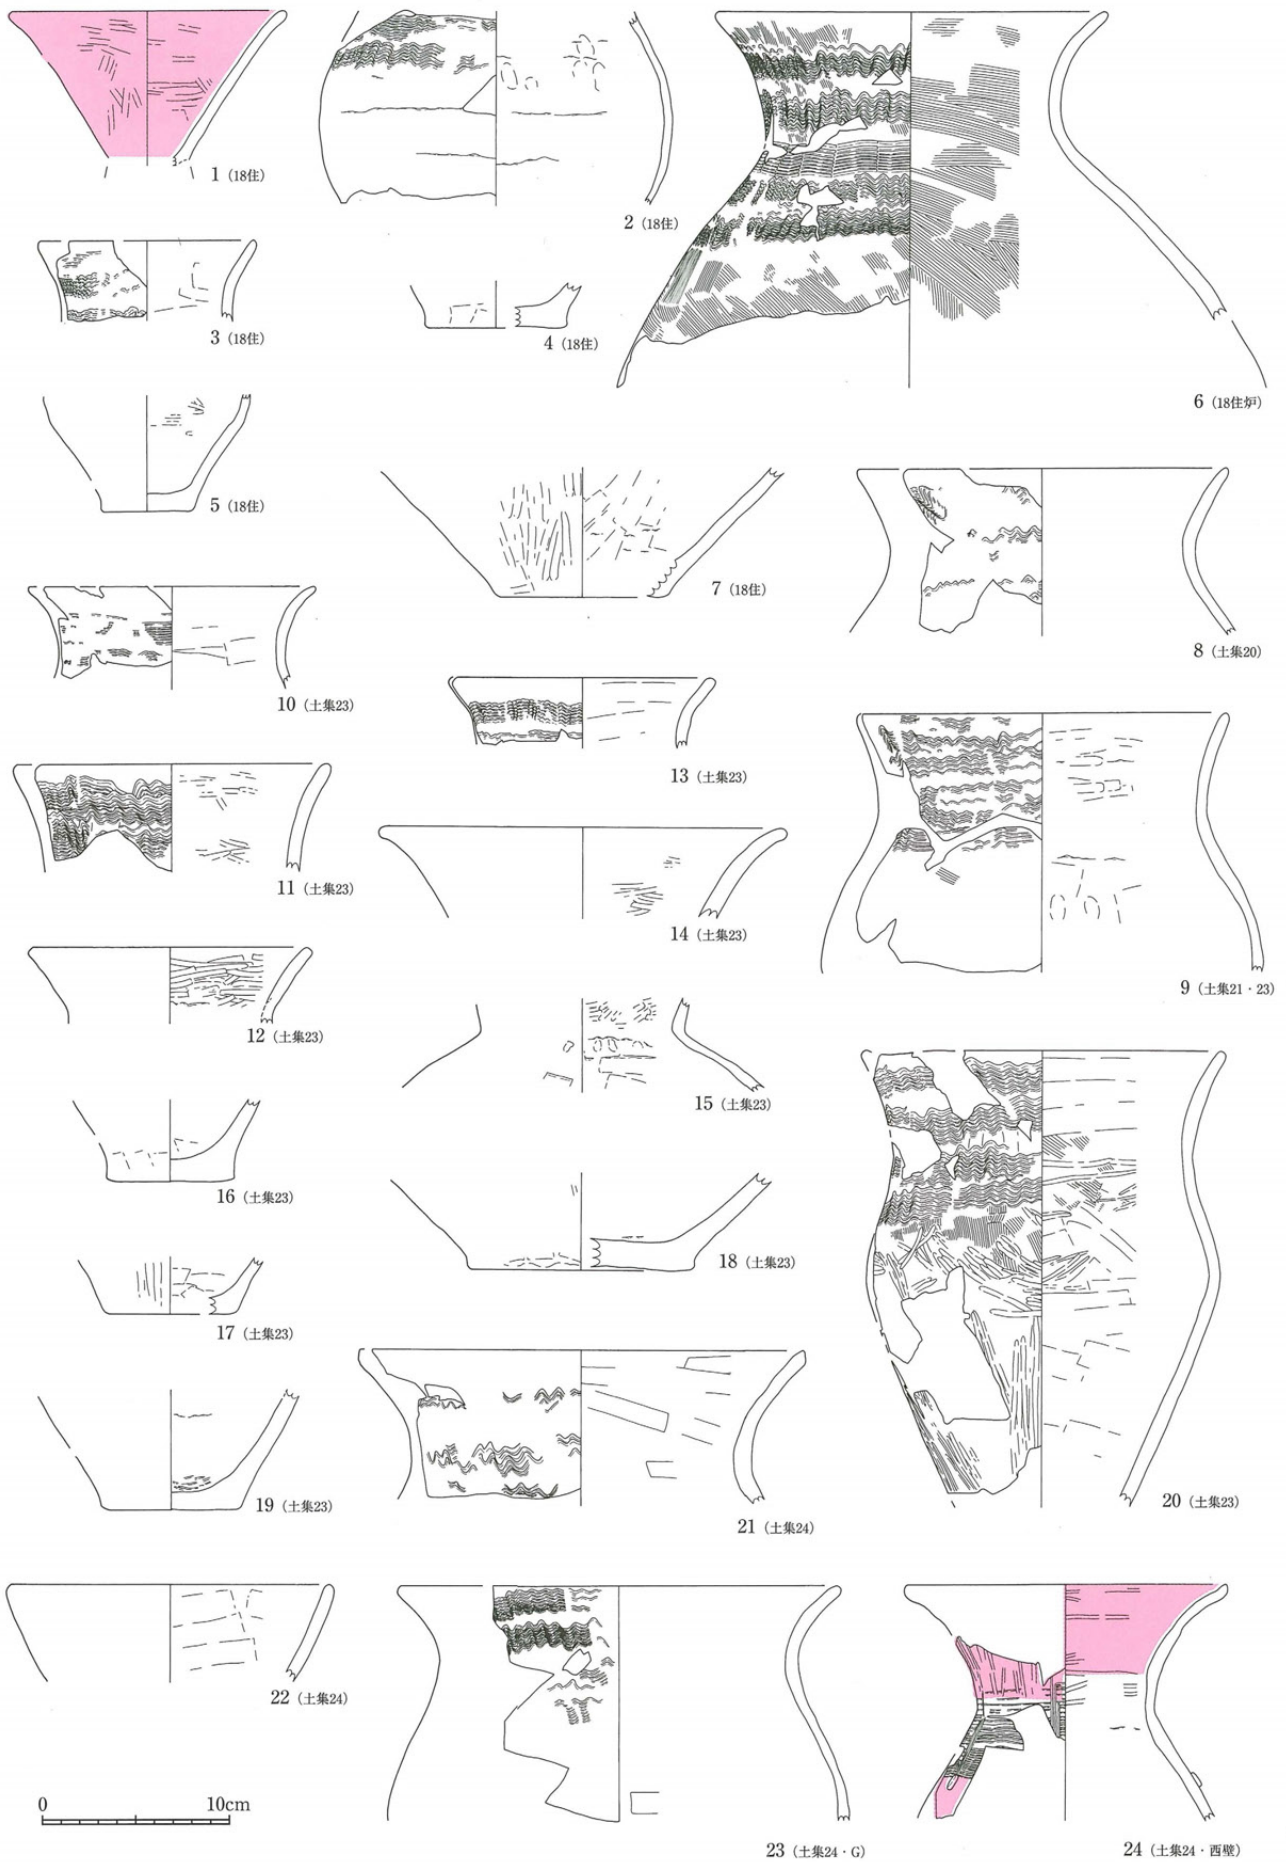 1 (18住)
2 (18住)
3 (18住)
4 (18住)
5 (18住)
6 (18住炉)
7 (18住)
8 (土集20)
10 (土集23)
13 (土集23)
11 (土集23)
14 (土集23)
9 (土集21・23)
12 (土集23)
15 (土集23)
16 (土集23)
18 (土集23)
17 (土集23)
19 (土集23)
20 (土集23)
21 (土集24)
22 (土集24)
0 10cm
23 (土集24・G)
24 (土集24・西壁)